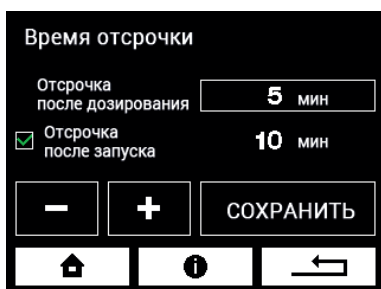 Время отсрочки
Отсрочка
после дозирования 5 мин
Отсрочка
после запуска 10 мин
− + СОХРАНИТЬ